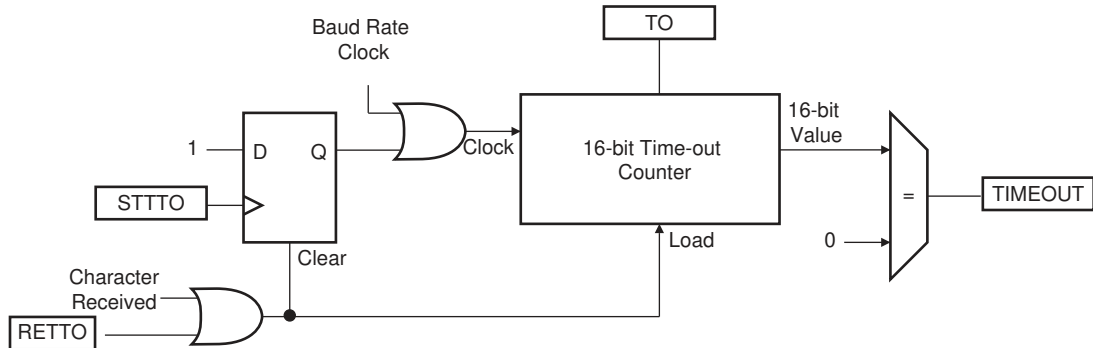 TO
Baud Rate
Clock
1
D
Q
Clock
16-bit Time-out
Counter
16-bit
Value
=
TIMEOUT
STTTO
0
Load
Clear
Character
Received
RETTO